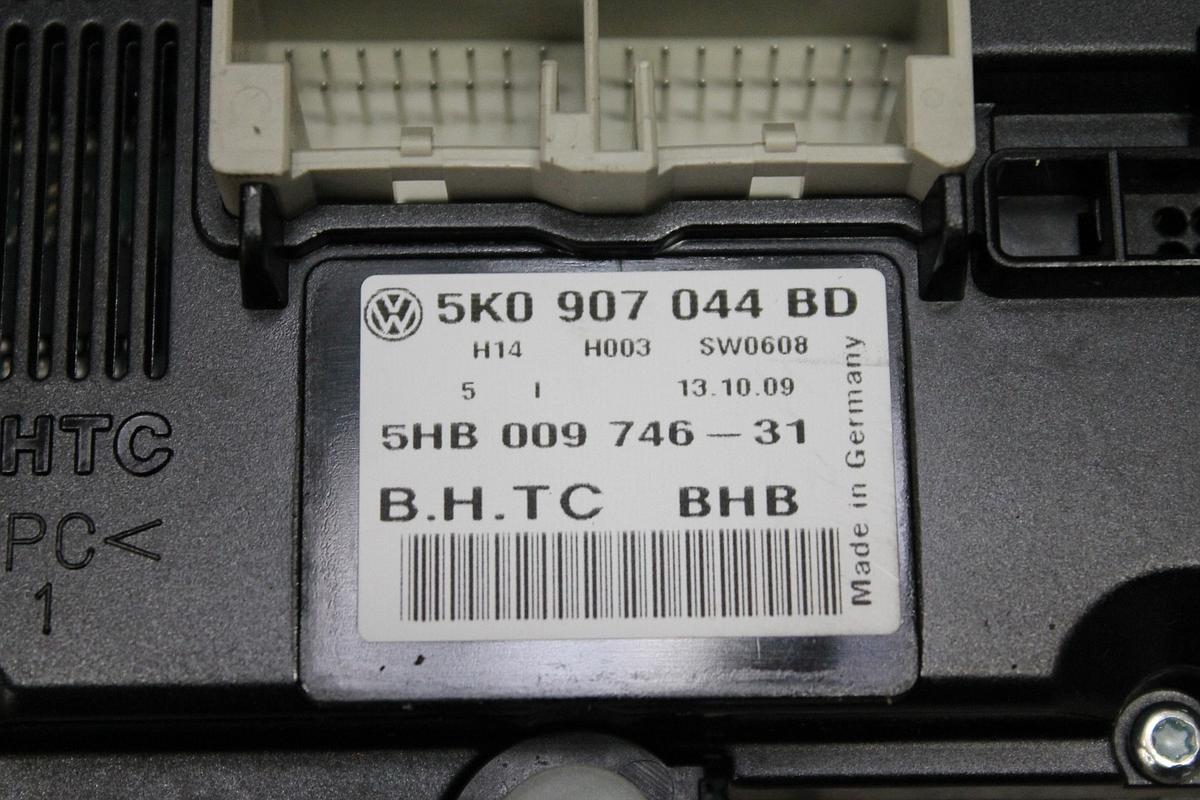 5K0 907 044 BD
H14 H003 SW0608
5 I 13.10.09
5HB 009 746-31
B.H.TC BHB
Made in Germany
HTC
PC<
1